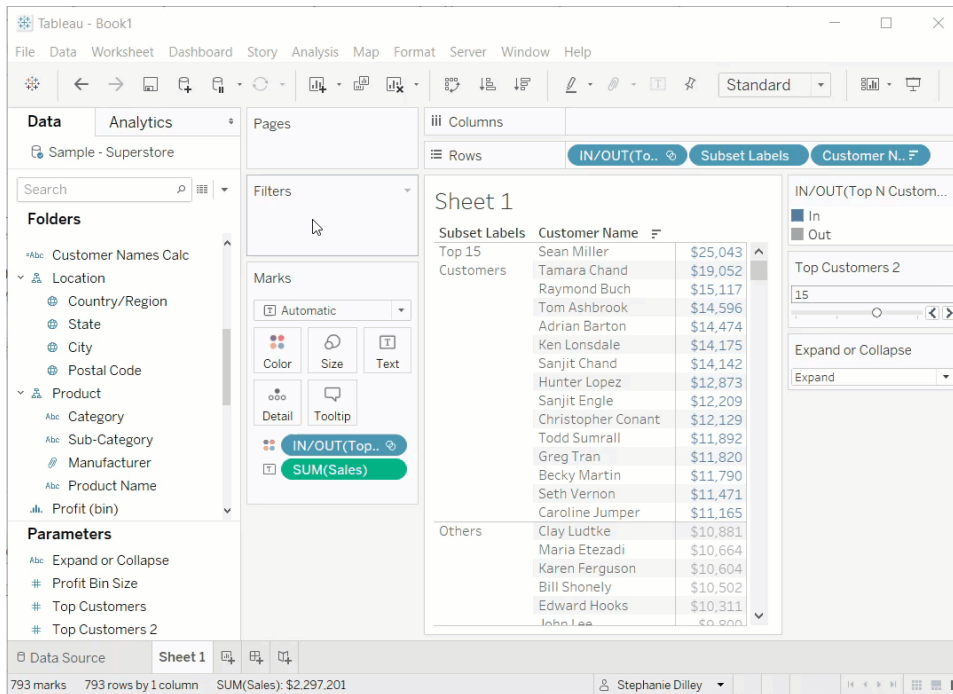 Tableau - Book1
File Data Worksheet Dashboard Story Analysis Map Format Server Window Help
Standard
Data Analytics
Sample - Superstore
Search
Folders
Abc Customer Names Calc
Location
Country/Region
State
City
Postal Code
Product
Abc Category
Abc Sub-Category
Manufacturer
Abc Product Name
Profit (bin)
Parameters
Abc Expand or Collapse
# Profit Bin Size
# Top Customers
# Top Customers 2
Pages
Filters
Marks
Automatic
Color Size Text
Detail Tooltip
IN/OUT(Top..
SUM(Sales)
Columns
Rows IN/OUT(To.. Subset Labels Customer N..
Sheet 1
Subset Labels Customer Name
Top 15 Sean Miller $25,043
Customers Tamara Chand $19,052
Raymond Buch $15,117
Tom Ashbrook $14,596
Adrian Barton $14,474
Ken Lonsdale $14,175
Sanjit Chand $14,142
Hunter Lopez $12,873
Sanjit Engle $12,209
Christopher Conant $12,129
Todd Sumrall $11,892
Greg Tran $11,820
Becky Martin $11,790
Seth Vernon $11,471
Caroline Jumper $11,165
Others Clay Ludtke $10,881
Maria Etezadi $10,664
Karen Ferguson $10,604
Bill Shonely $10,502
Edward Hooks $10,311
John Lee $9,800
IN/OUT(Top N Custom...
In
Out
Top Customers 2
15
Expand or Collapse
Expand
Data Source Sheet 1
793 marks 793 rows by 1 column SUM(Sales): $2,297,201 Stephanie Dilley